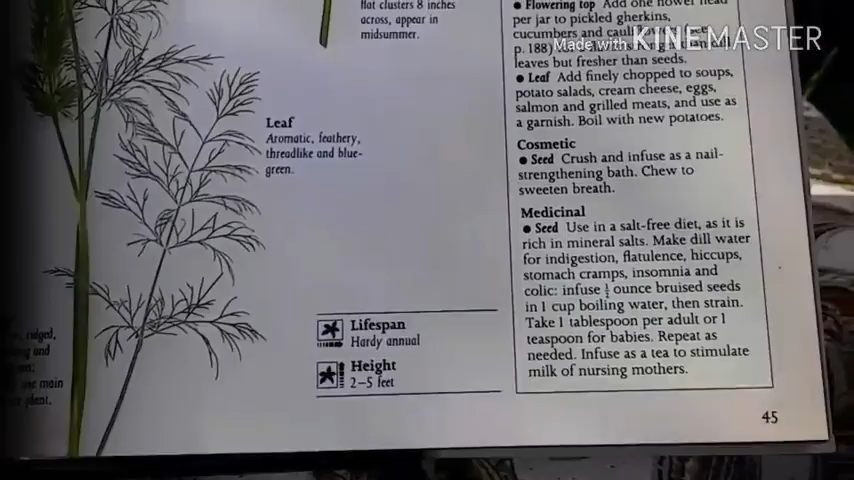 flat clusters 8 inches
across, appear in
midsummer.
Leaf
Aromatic, feathery,
threadlike and blue-
green.
ridged,
and
main
plant.
Lifespan
Hardy annual
Height
2–5 feet
• Flowering top Add one flower head
per jar to pickled gherkins,
cucumbers and
p. 188)
leaves but fresher than seeds.
• Leaf Add finely chopped to soups,
potato salads, cream cheese, eggs,
salmon and grilled meats, and use as
a garnish. Boil with new potatoes.
Cosmetic
• Seed Crush and infuse as a nail-
strengthening bath. Chew to
sweeten breath.
Medicinal
• Seed Use in a salt-free diet, as it is
rich in mineral salts. Make dill water
for indigestion, flatulence, hiccups,
stomach cramps, insomnia and
colic: infuse ½ ounce bruised seeds
in 1 cup boiling water, then strain.
Take 1 tablespoon per adult or 1
teaspoon for babies. Repeat as
needed. Infuse as a tea to stimulate
milk of nursing mothers.
45
Made with KINEMASTER